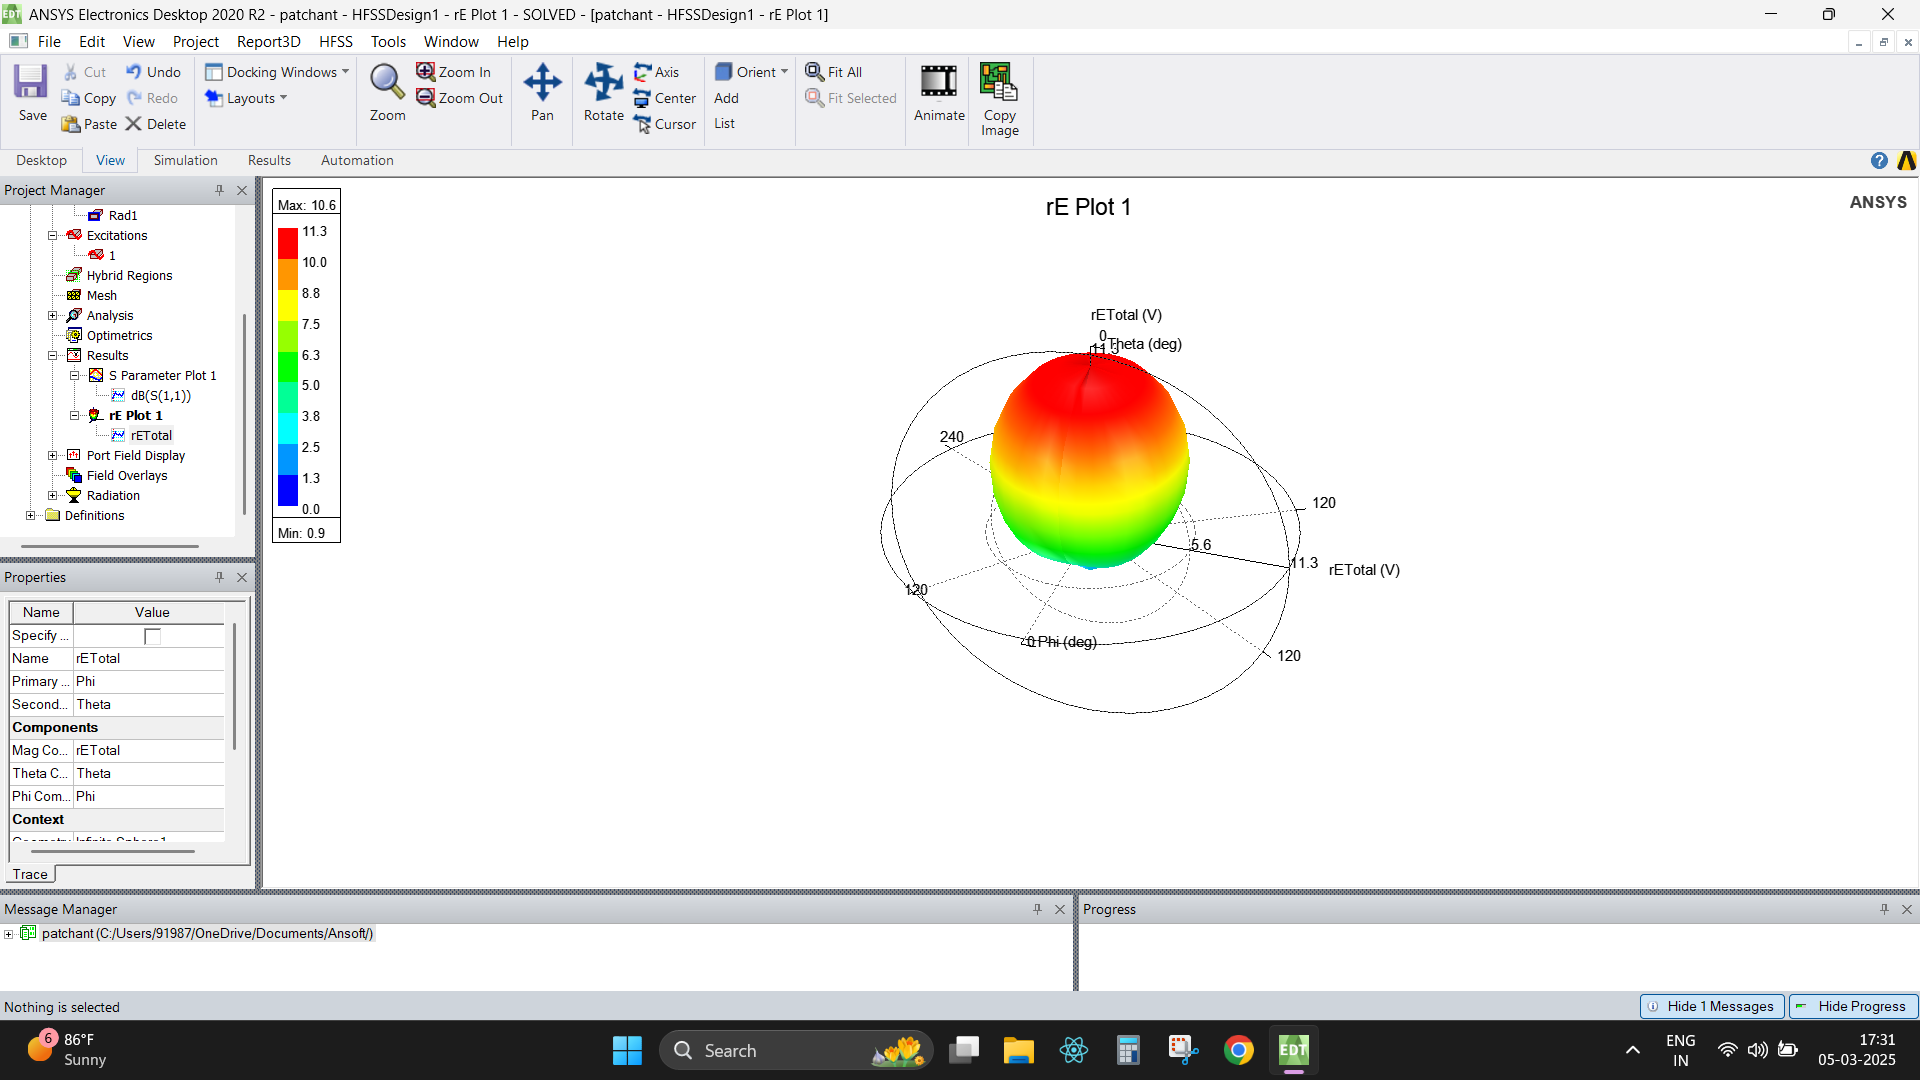 ANSYS Electronics Desktop 2020 R2 - patchant - HFSSDesign1 - rE Plot 1 - SOLVED - [patchant - HFSSDesign1 - rE Plot 1]
File Edit View Project Report3D HFSS Tools Window Help
Save
Cut
Copy
Paste
Undo
Redo
Delete
Docking Windows
Layouts
Zoom
Zoom In
Zoom Out
Pan
Rotate
Axis
Center
Cursor
Orient
Add
List
Fit All
Fit Selected
Animate
Copy
Image
Desktop View Simulation Results Automation
Project Manager
Rad1
Excitations
1
Hybrid Regions
Mesh
Analysis
Optimetrics
Results
S Parameter Plot 1
dB(S(1,1))
rE Plot 1
rETotal
Port Field Display
Field Overlays
Radiation
Definitions
Properties
Name Value
Specify ...
Name rETotal
Primary ... Phi
Second... Theta
Components
Mag Co... rETotal
Theta C... Theta
Phi Com... Phi
Context
Trace
Max: 10.6
11.3
10.0
8.8
7.5
6.3
5.0
3.8
2.5
1.3
0.0
Min: 0.9
rE Plot 1
ANSYS
rETotal (V)
0
Theta (deg)
11.3
240
120
5.6
11.3
rETotal (V)
120
0 Phi (deg)
120
Message Manager
patchant (C:/Users/91987/OneDrive/Documents/Ansoft/)
Progress
Nothing is selected
Hide 1 Messages
Hide Progress
6
86°F
Sunny
Search
EDT
ENG
IN
17:31
05-03-2025